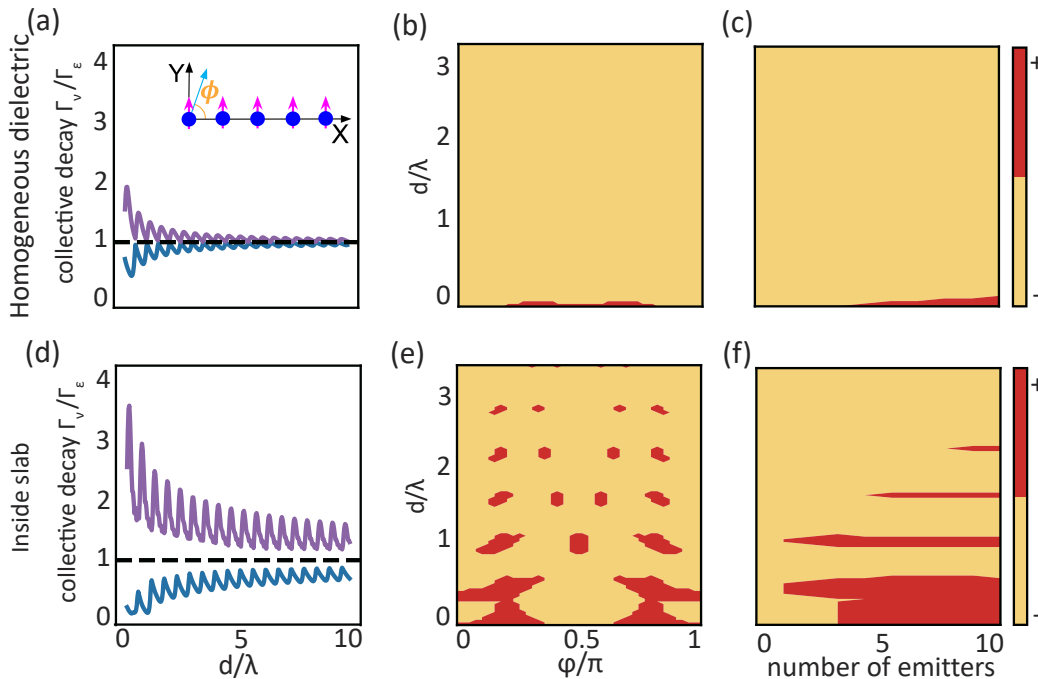 (a)
(b)
(c)
Homogeneous dielectric
collective decay Γᵥ/Γ_ε
4
3
2
1
0
Y
ϕ
X
d/λ
3
2
1
0
+
-
(d)
(e)
(f)
Inside slab
collective decay Γᵥ/Γ_ε
4
3
2
1
0
0
5
10
d/λ
d/λ
3
2
1
0
0
0.5
1
φ/π
0
5
10
number of emitters
+
-